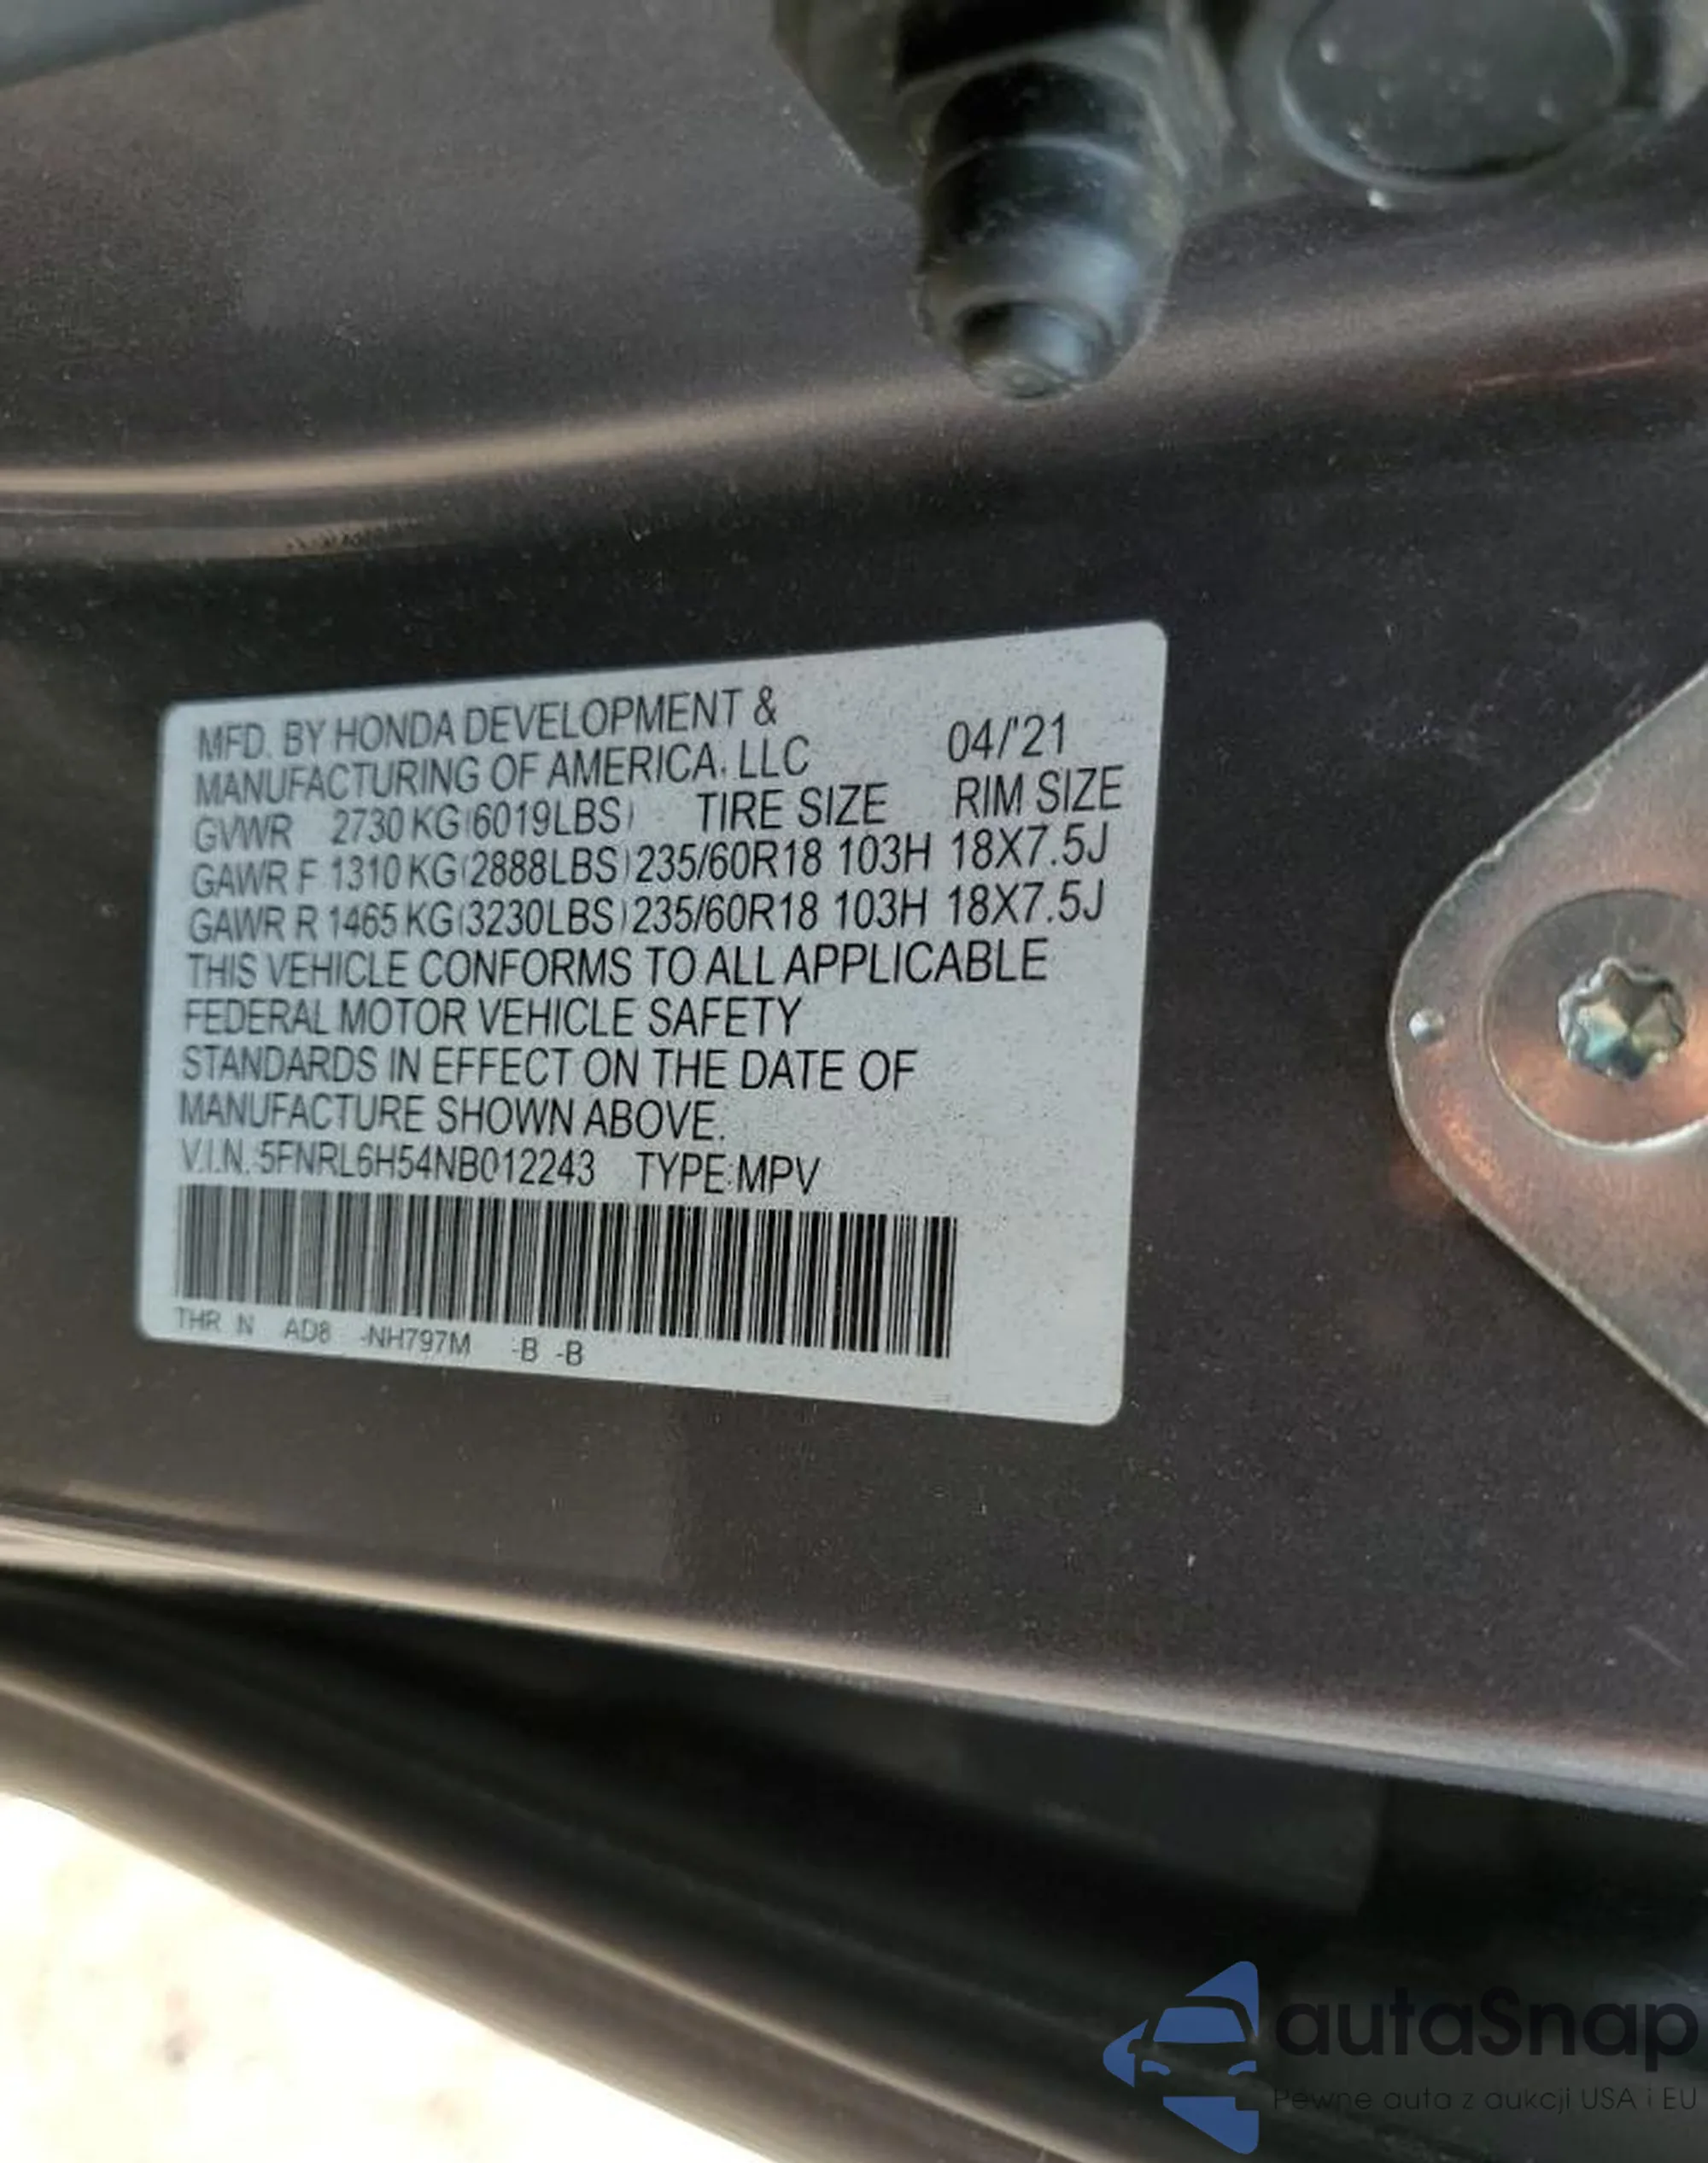 MFD. BY HONDA DEVELOPMENT &
MANUFACTURING OF AMERICA, LLC 04/'21
GVWR 2730 KG(6019LBS) TIRE SIZE RIM SIZE
GAWR F 1310 KG(2888LBS) 235/60R18 103H 18X7.5J
GAWR R 1465 KG(3230LBS) 235/60R18 103H 18X7.5J
THIS VEHICLE CONFORMS TO ALL APPLICABLE
FEDERAL MOTOR VEHICLE SAFETY
STANDARDS IN EFFECT ON THE DATE OF
MANUFACTURE SHOWN ABOVE.
V.I.N.:5FNRL6H54NB012243 TYPE:MPV
THR N AD8 -NH797M -B -B
autaSnap
Pewne auta z aukcji USA i EU